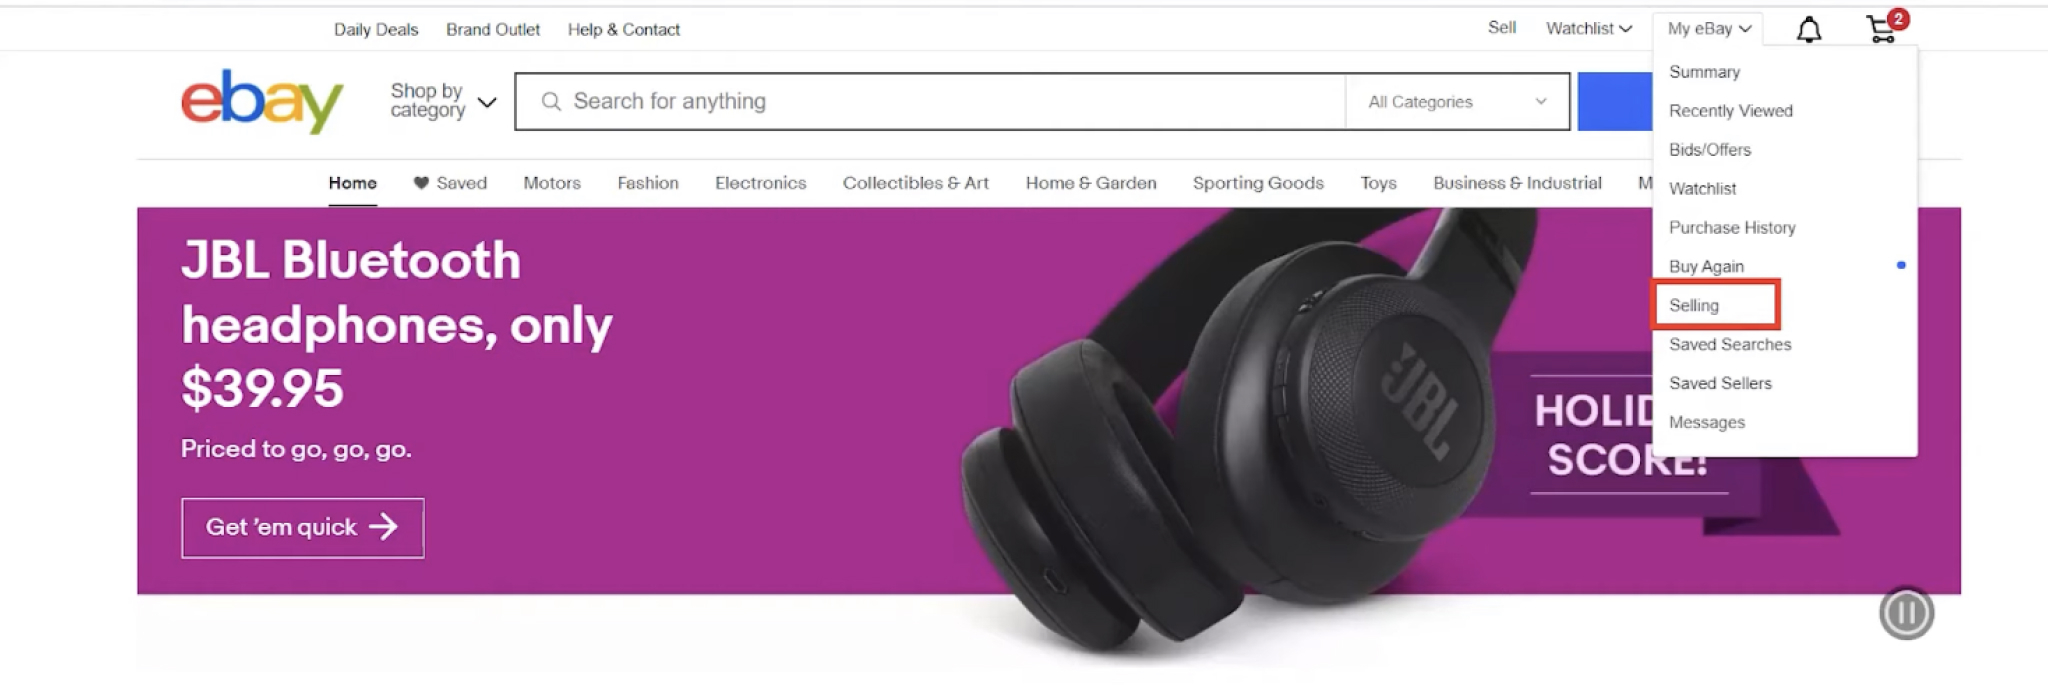 Daily Deals Brand Outlet Help & Contact Sell Watchlist My eBay 2
ebay
Shop by
category
Search for anything
All Categories
Home Saved Motors Fashion Electronics Collectibles & Art Home & Garden Sporting Goods Toys Business & Industrial M
Summary
Recently Viewed
Bids/Offers
Watchlist
Purchase History
Buy Again
Selling
Saved Searches
Saved Sellers
Messages
JBL Bluetooth
headphones, only
$39.95
Priced to go, go, go.
Get 'em quick
JBL
HOLID
SCORE!